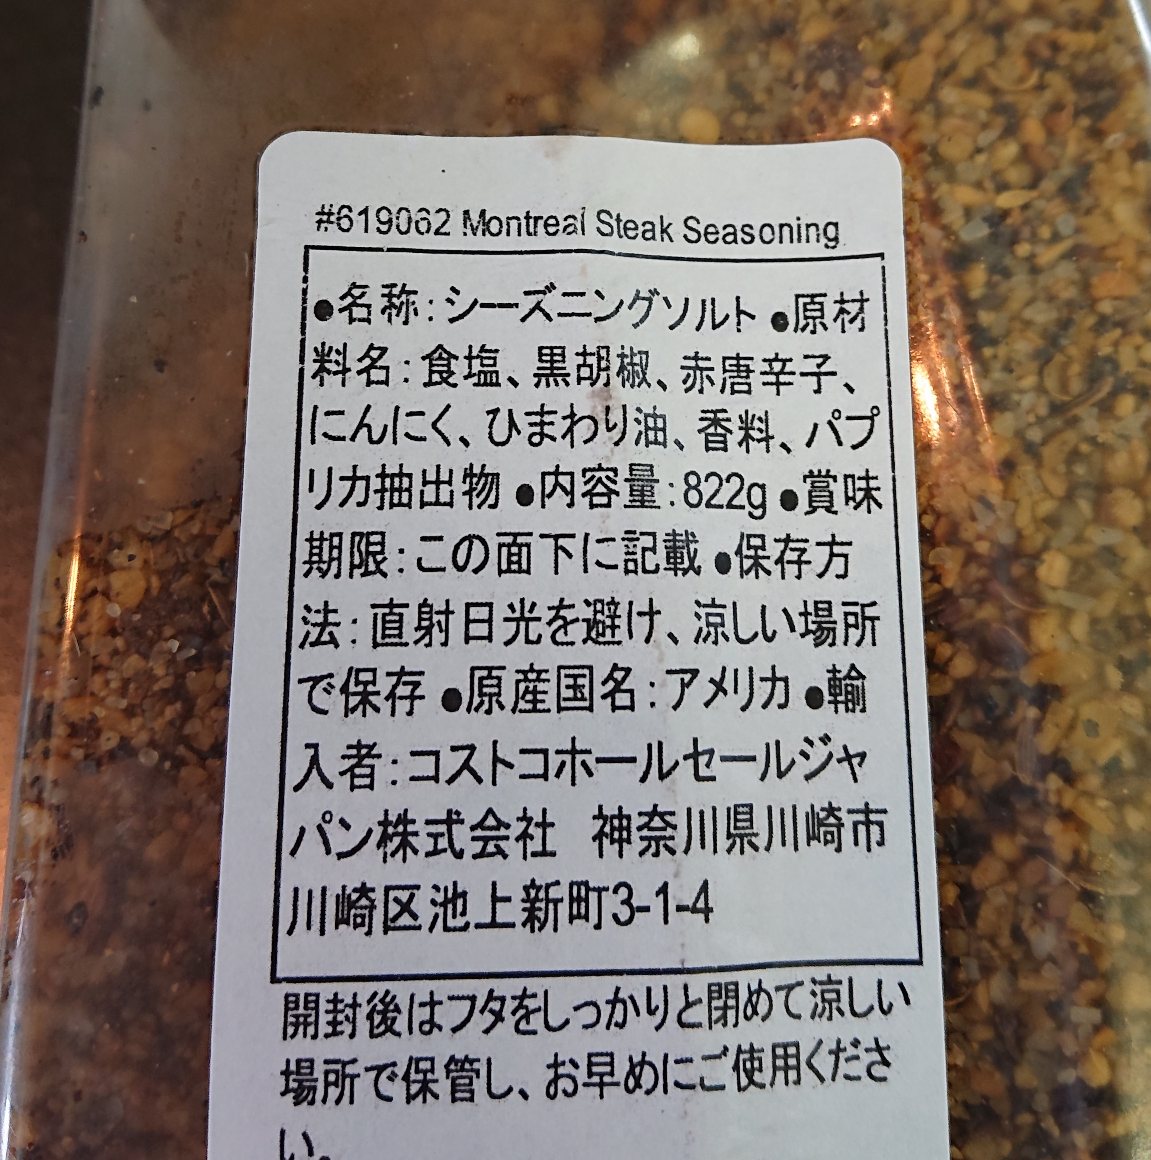 #619062 Montreal Steak Seasoning
●名称:シーズニングソルト ●原材
料名:食塩、黒胡椒、赤唐辛子、
にんにく、ひまわり油、香料、パプ
リカ抽出物 ●内容量:822g ●賞味
期限:この面下に記載 ●保存方
法:直射日光を避け、涼しい場所
で保存 ●原産国名:アメリカ ●輸
入者:コストコホールセールジャ
パン株式会社 神奈川県川崎市
川崎区池上新町3-1-4
開封後はフタをしっかりと閉めて涼しい
場所で保管し、お早めにご使用くださ
い。